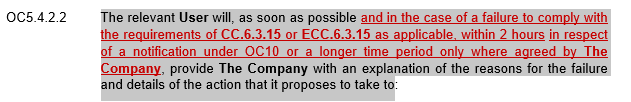 OC5.4.2.2 The relevant User will, as soon as possible and in the case of a failure to comply with
the requirements of CC.6.3.15 or ECC.6.3.15 as applicable, within 2 hours in respect
of a notification under OC10 or a longer time period only where agreed by The
Company, provide The Company with an explanation of the reasons for the failure
and details of the action that it proposes to take to: